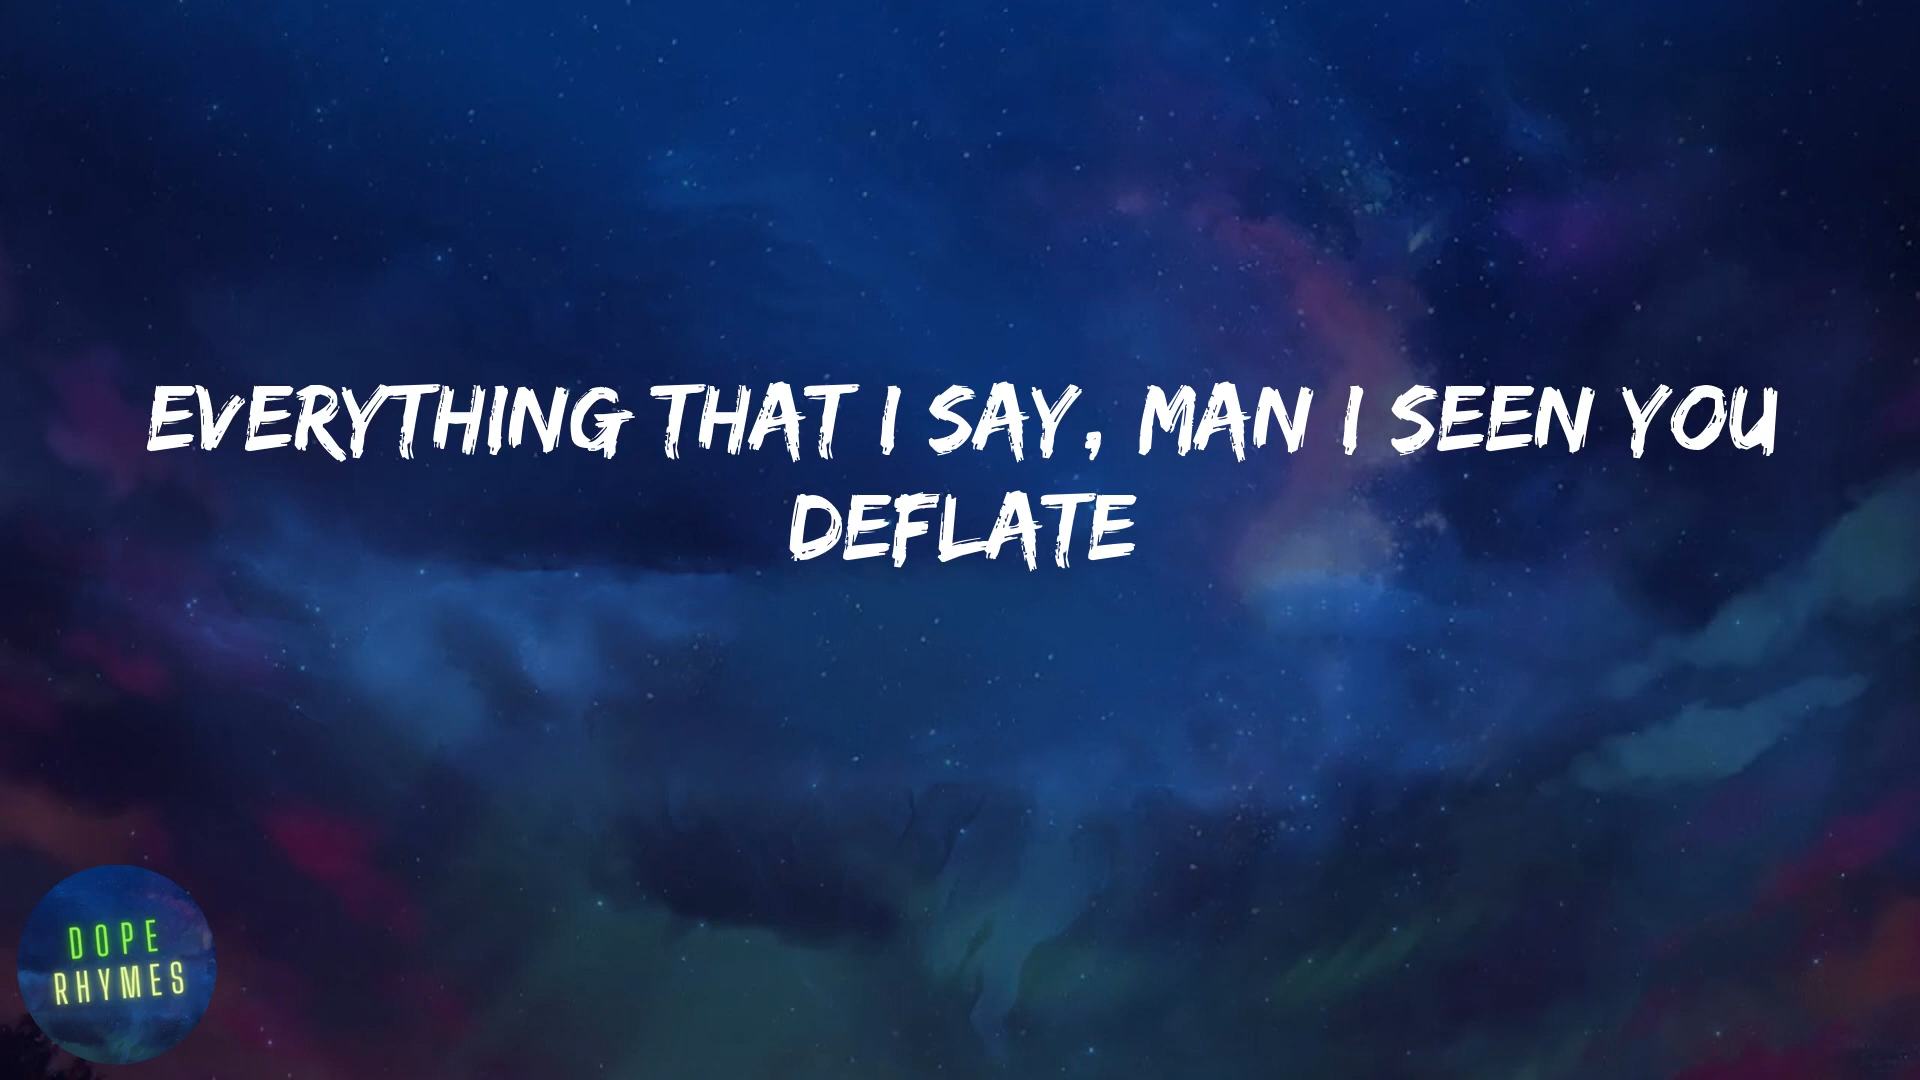 EVERYTHING THAT I SAY, MAN I SEEN YOU
DEFLATE
DOPE
RHYMES